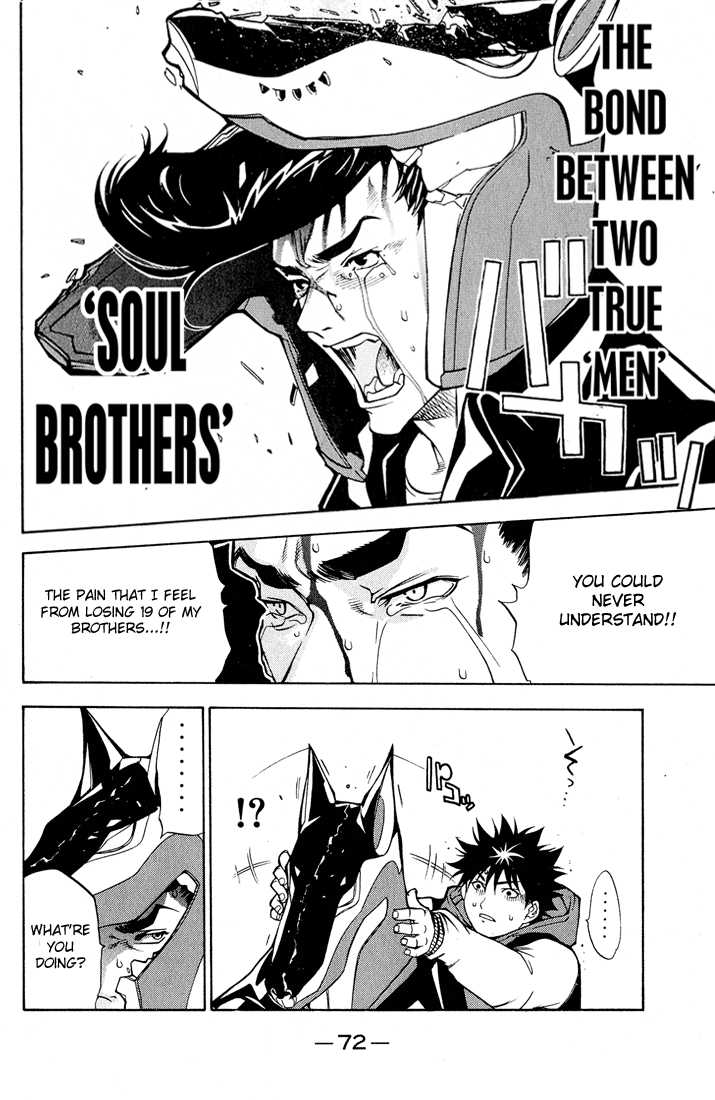 THE
BOND
BETWEEN
TWO
TRUE
'MEN'
'SOUL
BROTHERS'
YOU COULD
NEVER
UNDERSTAND!!
THE PAIN THAT I FEEL
FROM LOSING 19 OF MY
BROTHERS...!!
......
WHAT'RE
YOU
DOING?
!?
......
—72—